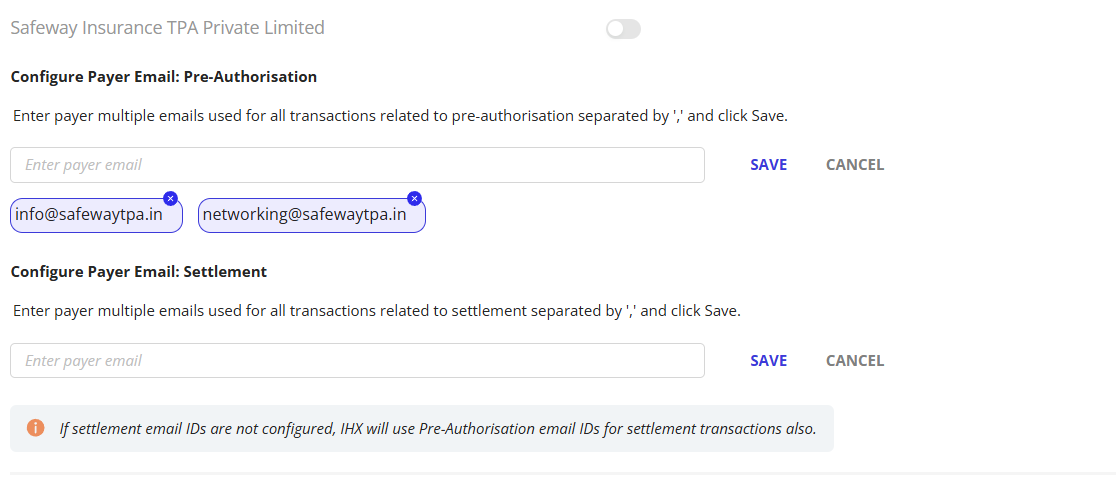 Safeway Insurance TPA Private Limited
Configure Payer Email: Pre-Authorisation
Enter payer multiple emails used for all transactions related to pre-authorisation separated by ',' and click Save.
Enter payer email SAVE CANCEL
info@safewaytpa.in networking@safewaytpa.in
Configure Payer Email: Settlement
Enter payer multiple emails used for all transactions related to settlement separated by ',' and click Save.
Enter payer email SAVE CANCEL
If settlement email IDs are not configured, IHX will use Pre-Authorisation email IDs for settlement transactions also.